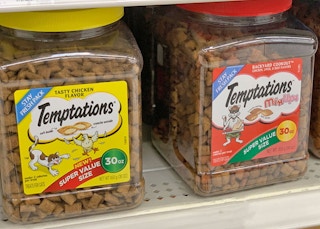 STAY
FRESH PACK
TASTY CHICKEN
FLAVOR
Temptations
NEW!
SUPER VALUE
SIZE
30 oz
STAY
FRESH PACK
BACKYARD COOKOUT
Temptations
MixUps
SUPER VALUE
SIZE
30 oz